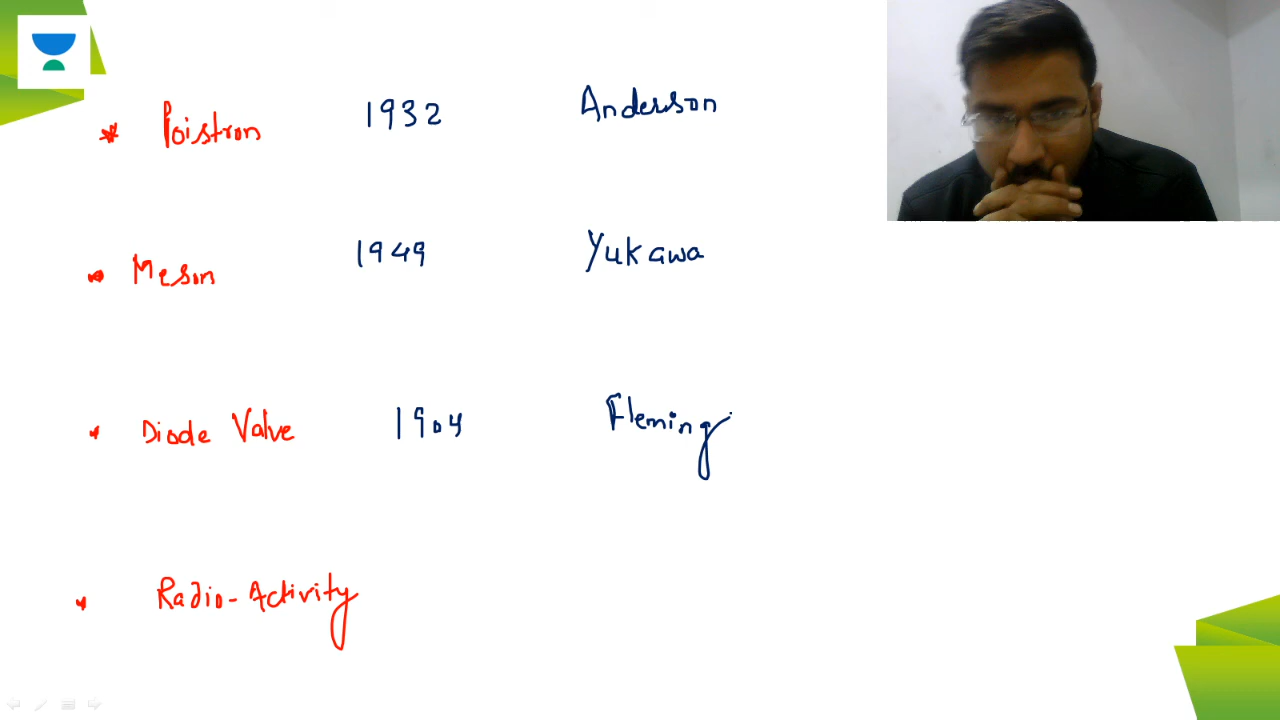 * Poistron 1932 Anderson
• Meson 1949 Yukawa
• Diode Valve 1904 Fleming
• Radio-Activity